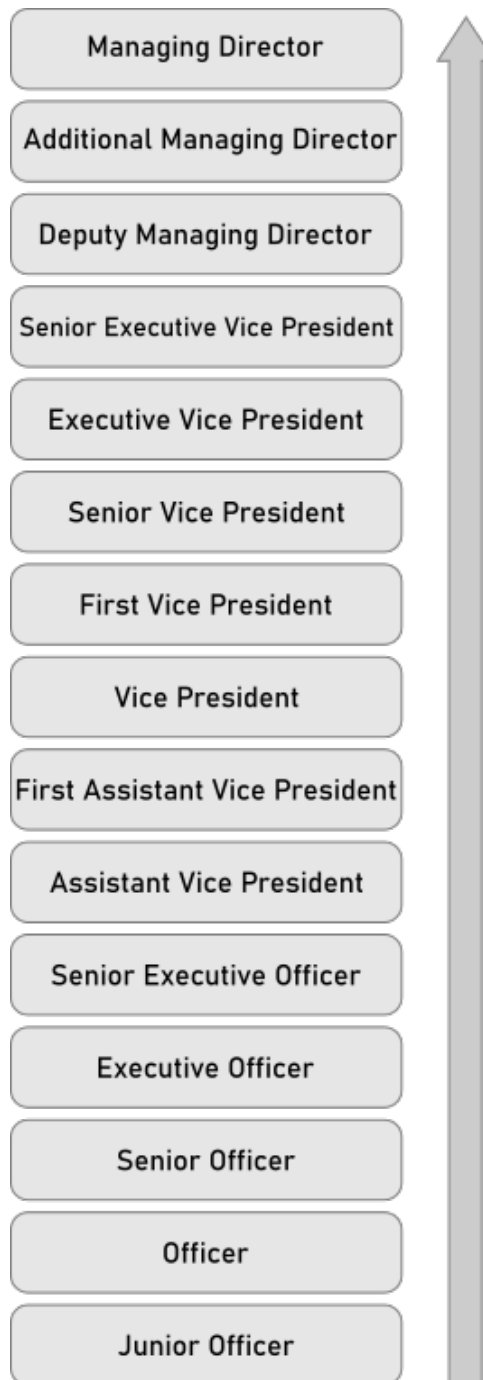 Managing Director
Additional Managing Director
Deputy Managing Director
Senior Executive Vice President
Executive Vice President
Senior Vice President
First Vice President
Vice President
First Assistant Vice President
Assistant Vice President
Senior Executive Officer
Executive Officer
Senior Officer
Officer
Junior Officer